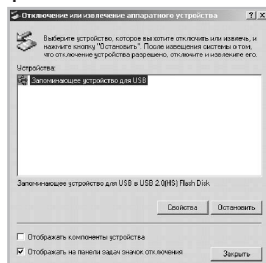 Отключение или извлечение аппаратного устройства
Выберите устройство, которое вы хотите отключить или извлечь, и
нажмите кнопку "Остановить". После извещения системы о том,
что отключение устройства разрешено, отключите и извлеките его.
Устройства:
Запоминающее устройство для USB
Запоминающее устройство для USB в USB 2.0(HS) Flash Disk
Свойства Остановить
Отображать компоненты устройства
Отображать на панели задач значок отключения
Закрыть